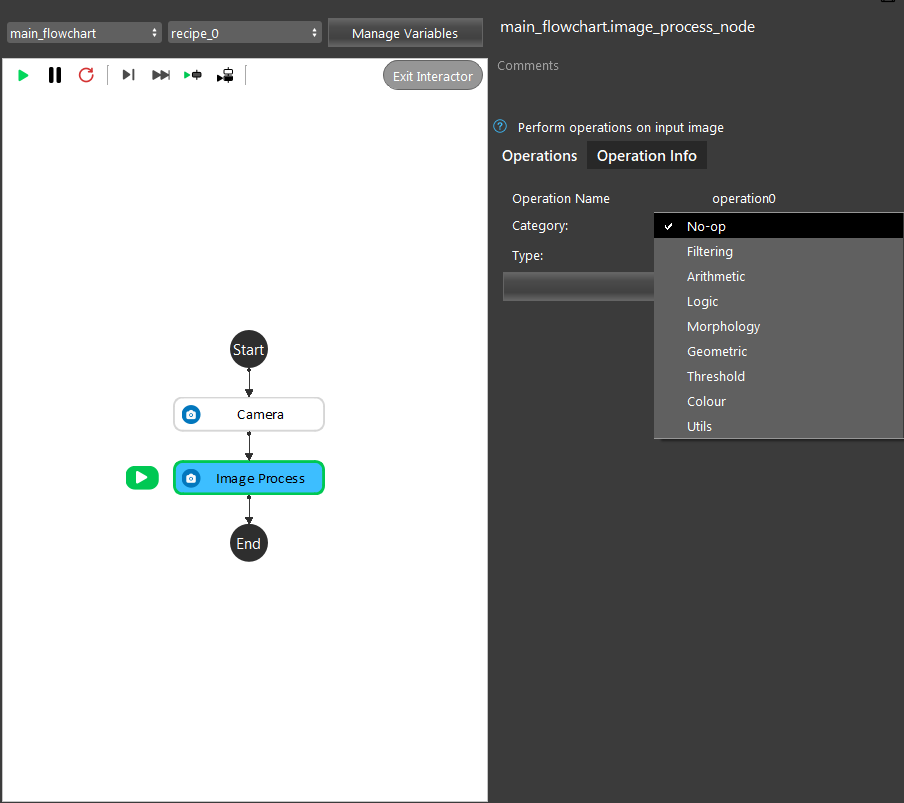 main_flowchart
recipe_0
Manage Variables
Exit Interactor
Start
Camera
Image Process
End
main_flowchart.image_process_node
Comments
? Perform operations on input image
Operations
Operation Info
Operation Name operation0
Category:
Type:
No-op
Filtering
Arithmetic
Logic
Morphology
Geometric
Threshold
Colour
Utils